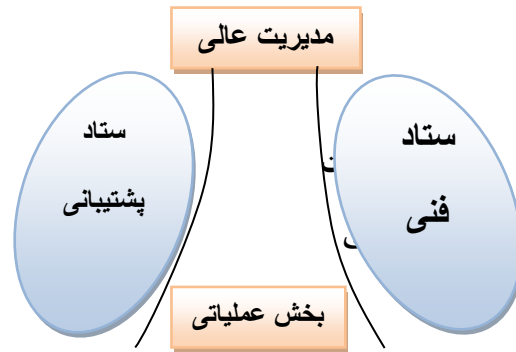 مدیریت عالی
ستاد
فنی
ستاد
پشتیبانی
بخش عملیاتی